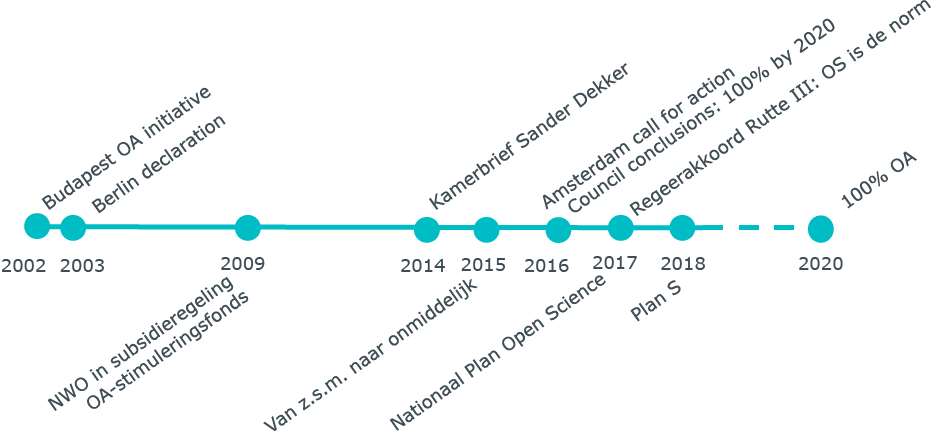 Budapest OA initiative
Berlin declaration
Kamerbrief Sander Dekker
Amsterdam call for action
Council conclusions: 100% by 2020
Regeerakkoord Rutte III: OS is de norm
100% OA
2002
2003
2009
2014
2015
2016
2017
2018
2020
NWO in subsidieregeling
OA-stimuleringsfonds
Van z.s.m. naar onmiddelijk
Nationaal Plan Open Science
Plan S